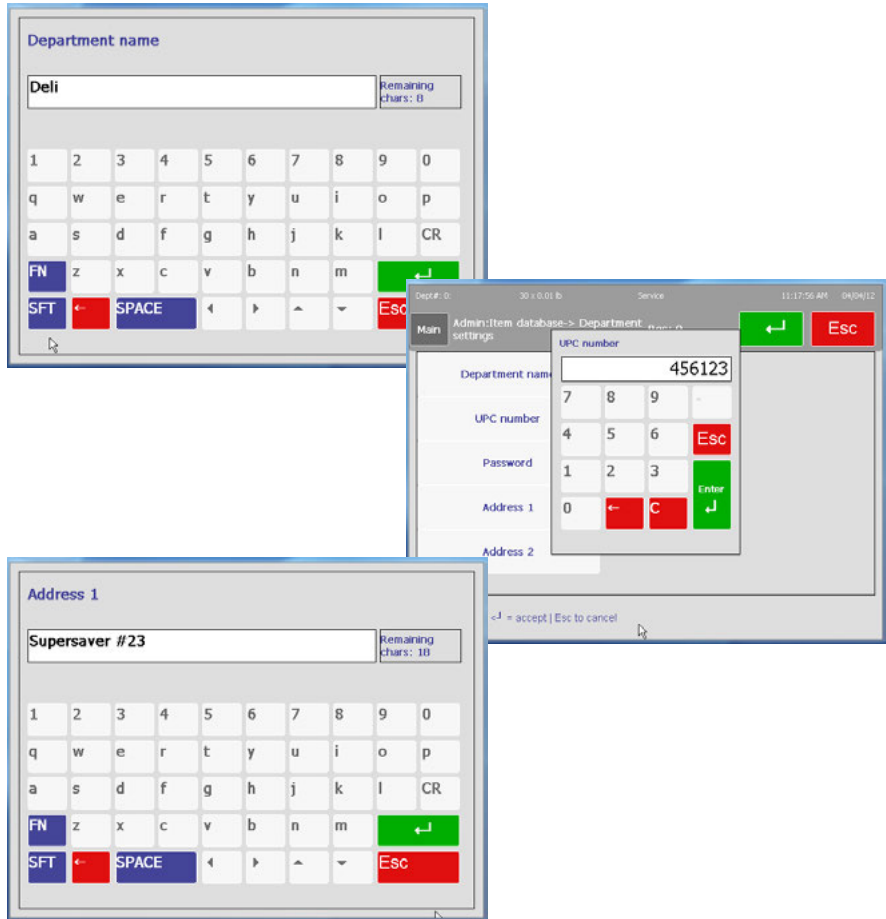 Department name
Deli
Remaining
chars: 8
1 2 3 4 5 6 7 8 9 0
q w e r t y u i o p
a s d f g h j k l CR
FN z x c v b n m
SFT ← SPACE Esc
Dept#: 0: 30 x 0.01 lb Service 11:17:56 AM 04/04/12
Main Admin:Item database-> Department
settings
Esc
UPC number
456123
7 8 9 -
4 5 6 Esc
1 2 3 Enter
0 ← C
Department name
UPC number
Password
Address 1
Address 2
= accept | Esc to cancel
Address 1
Supersaver #23
Remaining
chars: 18
1 2 3 4 5 6 7 8 9 0
q w e r t y u i o p
a s d f g h j k l CR
FN z x c v b n m
SFT ← SPACE Esc